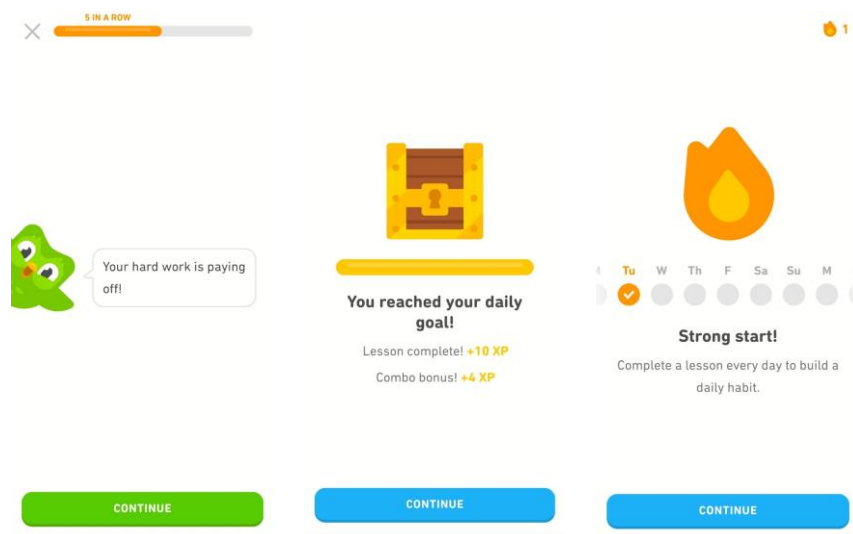 5 IN A ROW
Your hard work is paying
off!
CONTINUE
You reached your daily
goal!
Lesson complete! +10 XP
Combo bonus! +4 XP
CONTINUE
1
Tu W Th F Sa Su M
Strong start!
Complete a lesson every day to build a
daily habit.
CONTINUE